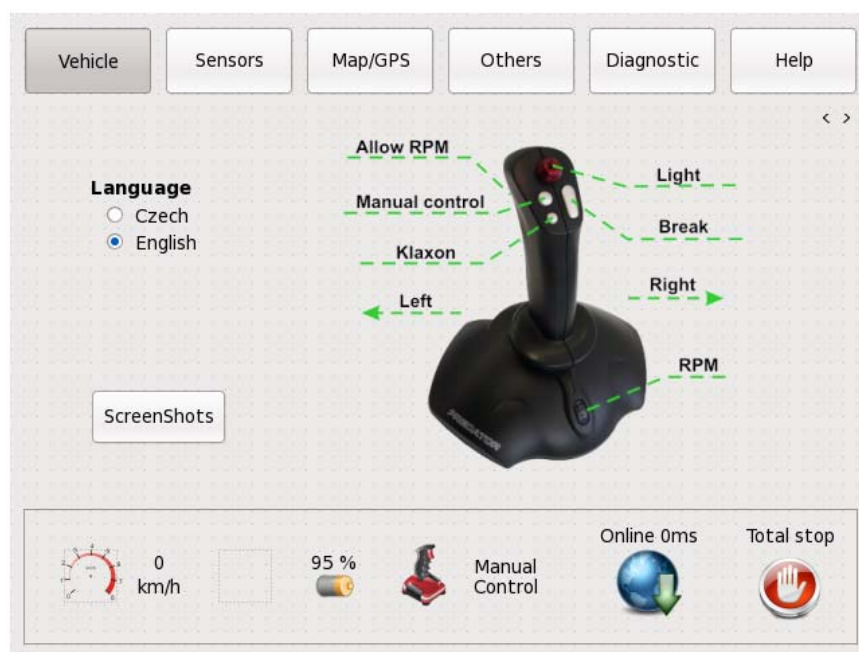 Vehicle
Sensors
Map/GPS
Others
Diagnostic
Help
< >
Allow RPM
Light
Language
Manual control
Czech
Break
English
Klaxon
Right
Left
RPM
ScreenShots
PREDATOR
Online 0ms
Total stop
0
km/h
95 %
Manual
Control